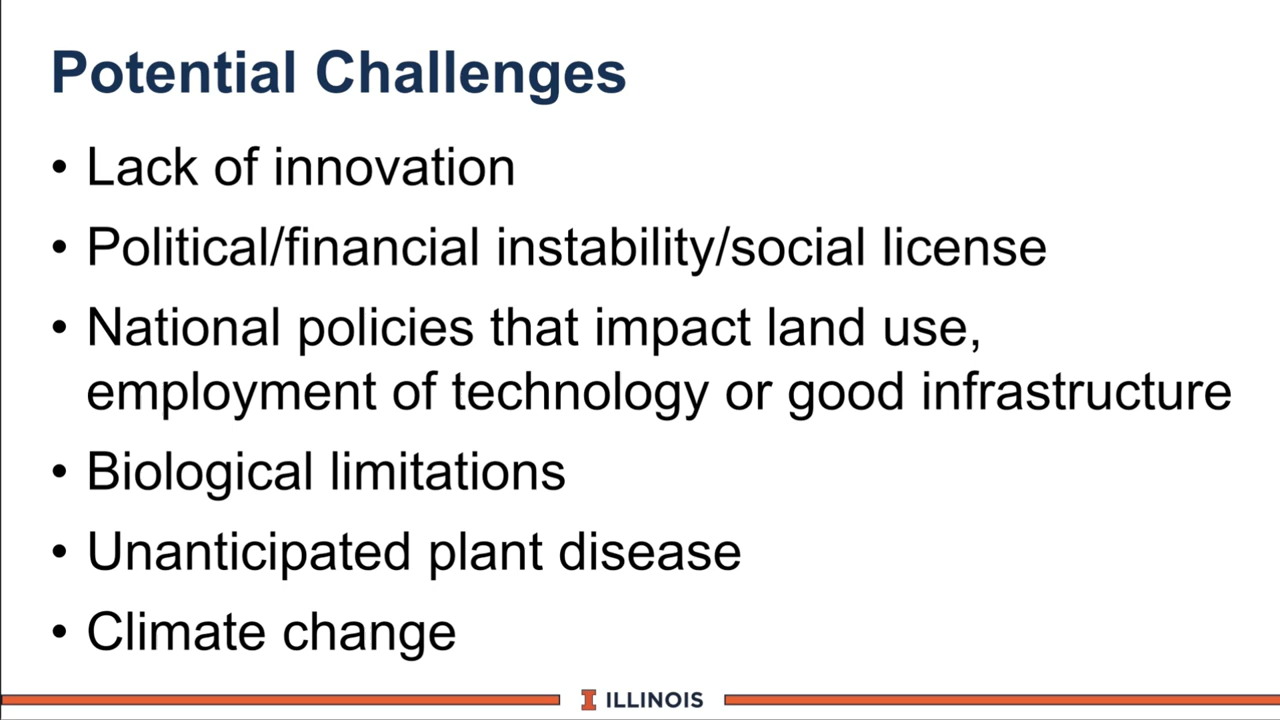 Potential Challenges
• Lack of innovation
• Political/financial instability/social license
• National policies that impact land use,
employment of technology or good infrastructure
• Biological limitations
• Unanticipated plant disease
• Climate change
I ILLINOIS